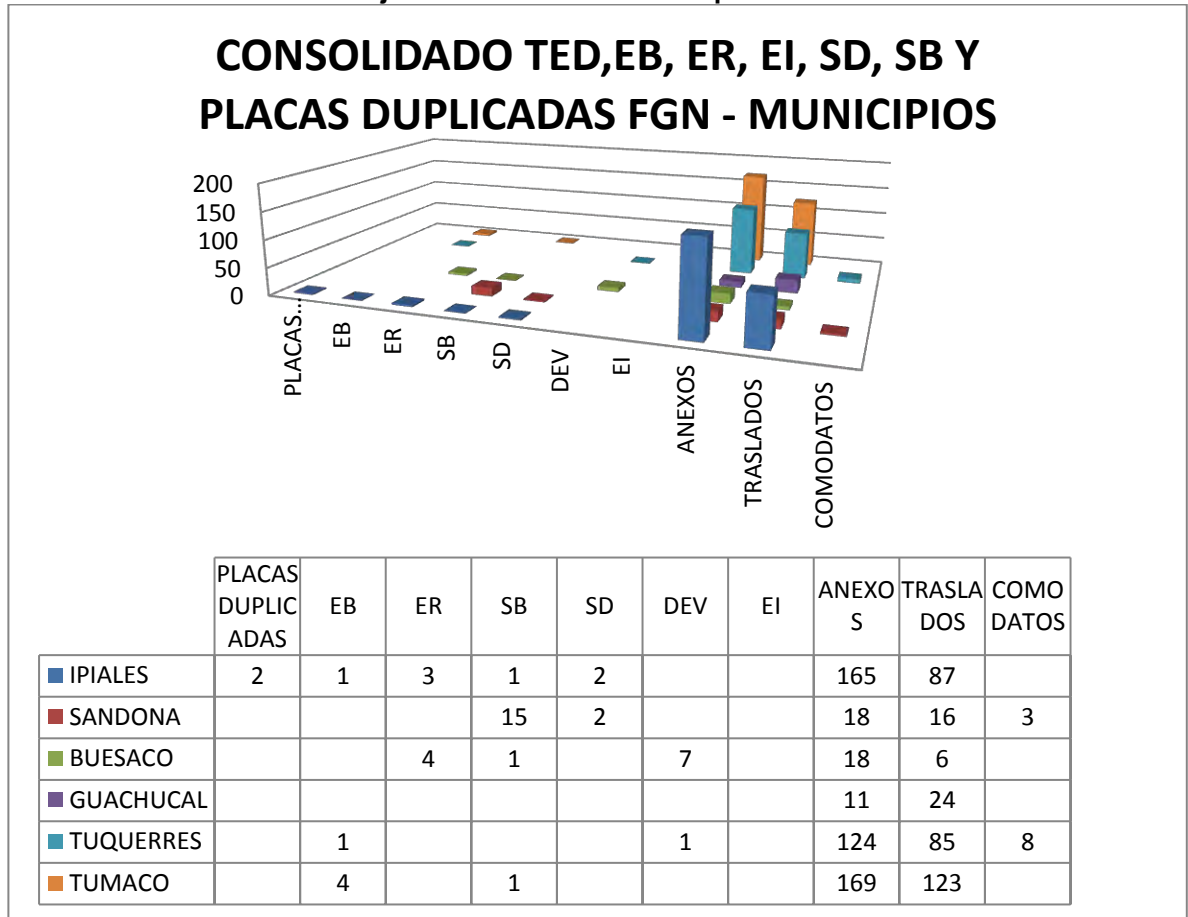 CONSOLIDADO TED,EB, ER, EI, SD, SB Y
PLACAS DUPLICADAS FGN - MUNICIPIOS
200
150
100
50
0
PLACAS...
EB
ER
SB
SD
DEV
EI
ANEXOS
TRASLADOS
COMODATOS
PLACAS DUPLIC ADAS EB ER SB SD DEV EI ANEXO S TRASLA DOS COMO DATOS
IPIALES 2 1 3 1 2 165 87
SANDONA 15 2 18 16 3
BUESACO 4 1 7 18 6
GUACHUCAL 11 24
TUQUERRES 1 1 124 85 8
TUMACO 4 1 169 123